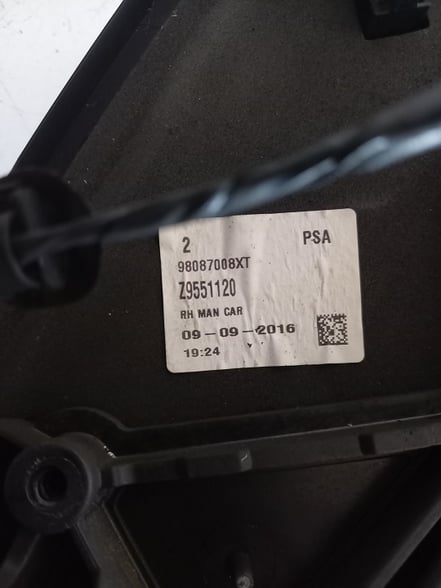 2 PSA
98087008XT
Z9551120
RH MAN CAR
09-09-2016
19:24